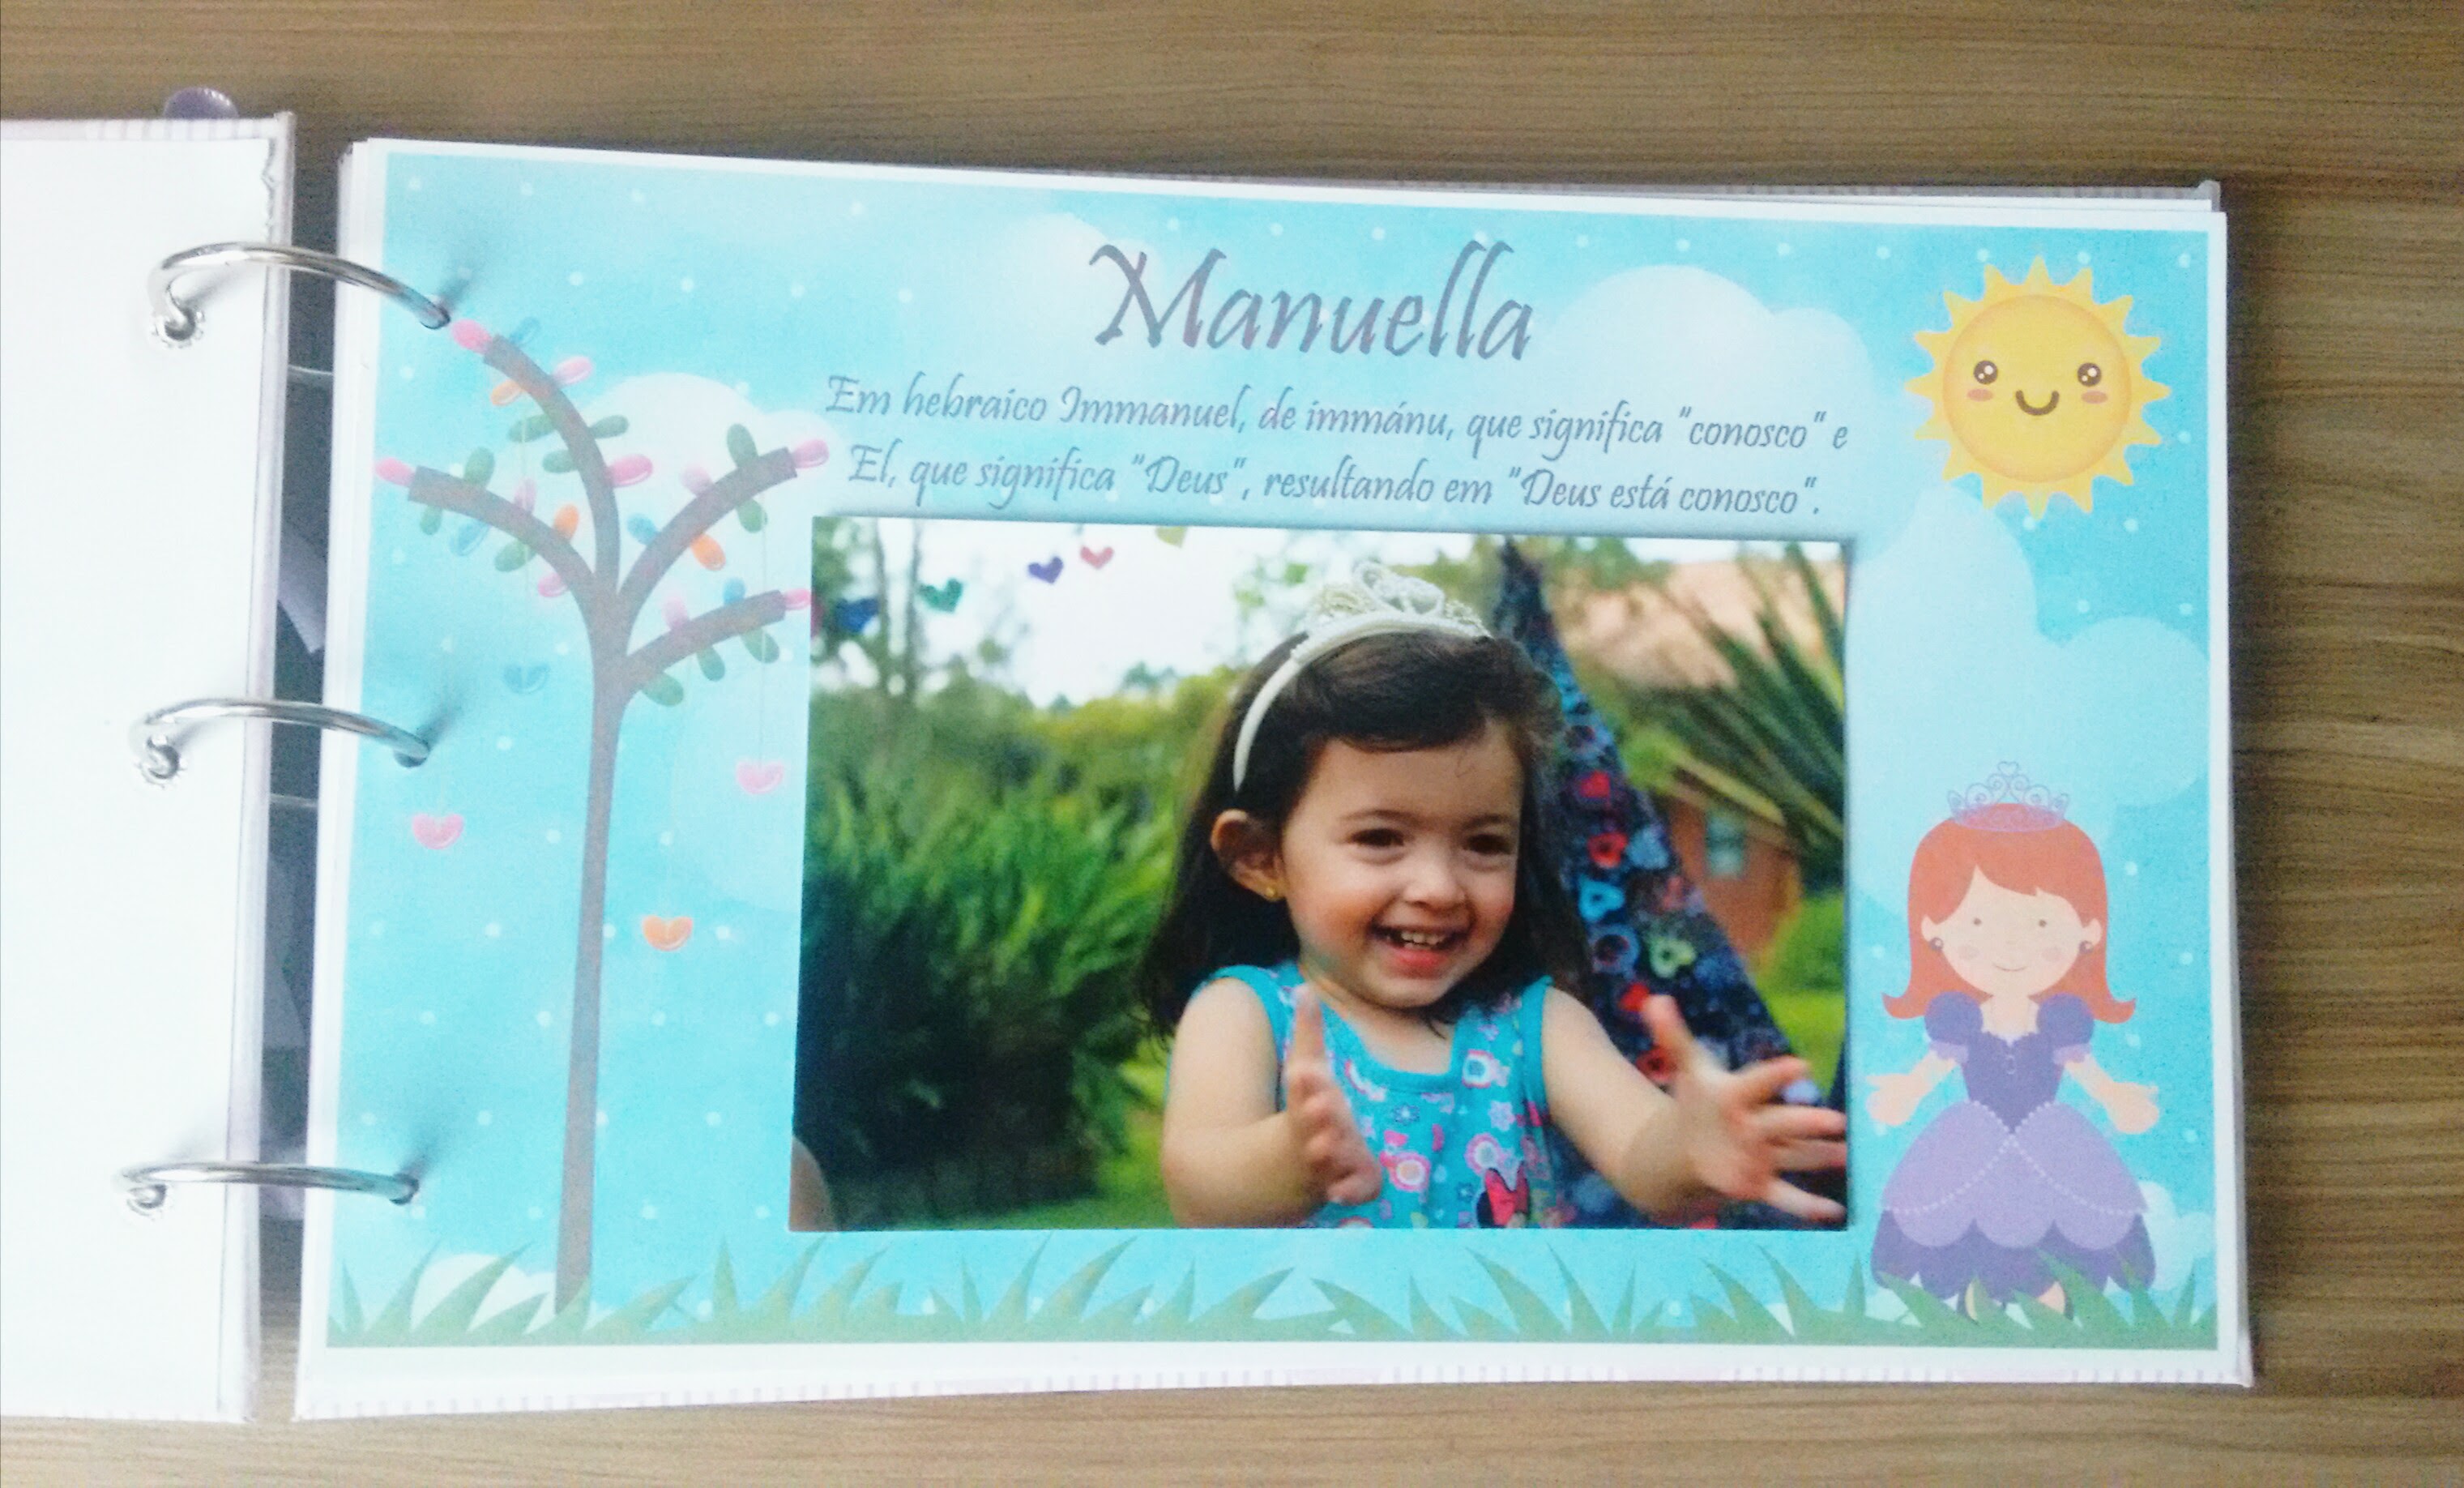 Manuella
Em hebraico Immanuel, de immánu, que significa "conosco" e
El, que significa "Deus", resultando em "Deus está conosco".